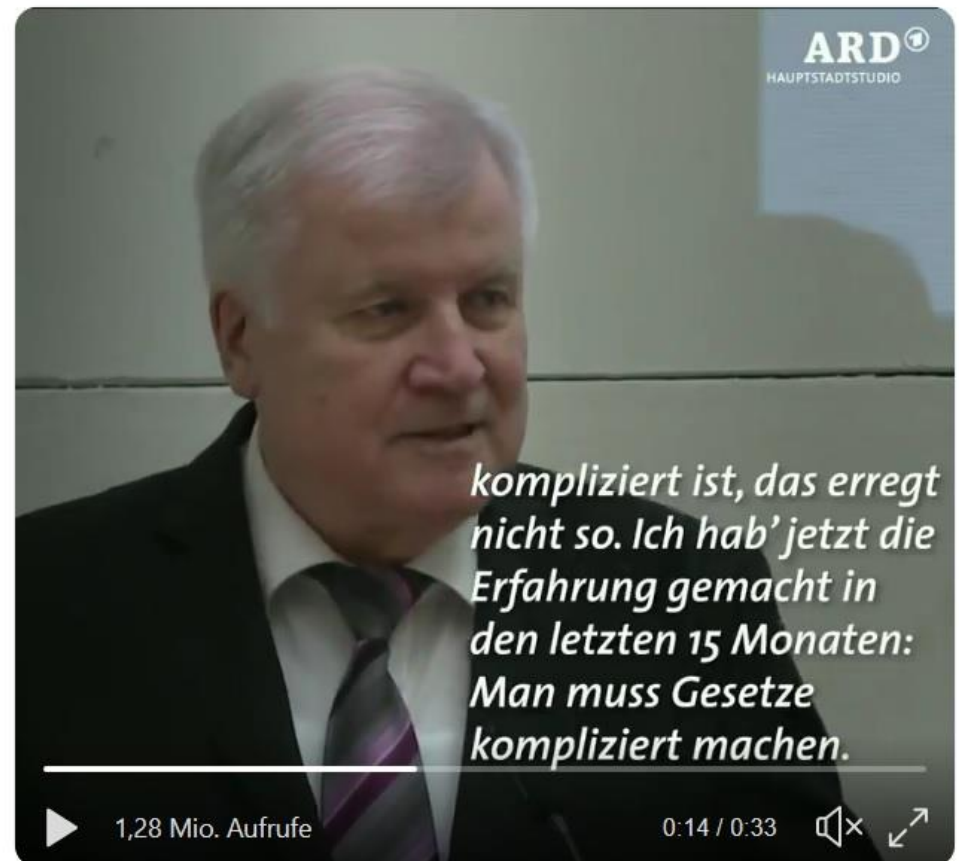 ARD 1
HAUPTSTADTSTUDIO
kompliziert ist, das erregt
nicht so. Ich hab' jetzt die
Erfahrung gemacht in
den letzten 15 Monaten:
Man muss Gesetze
kompliziert machen.
1,28 Mio. Aufrufe
0:14 / 0:33